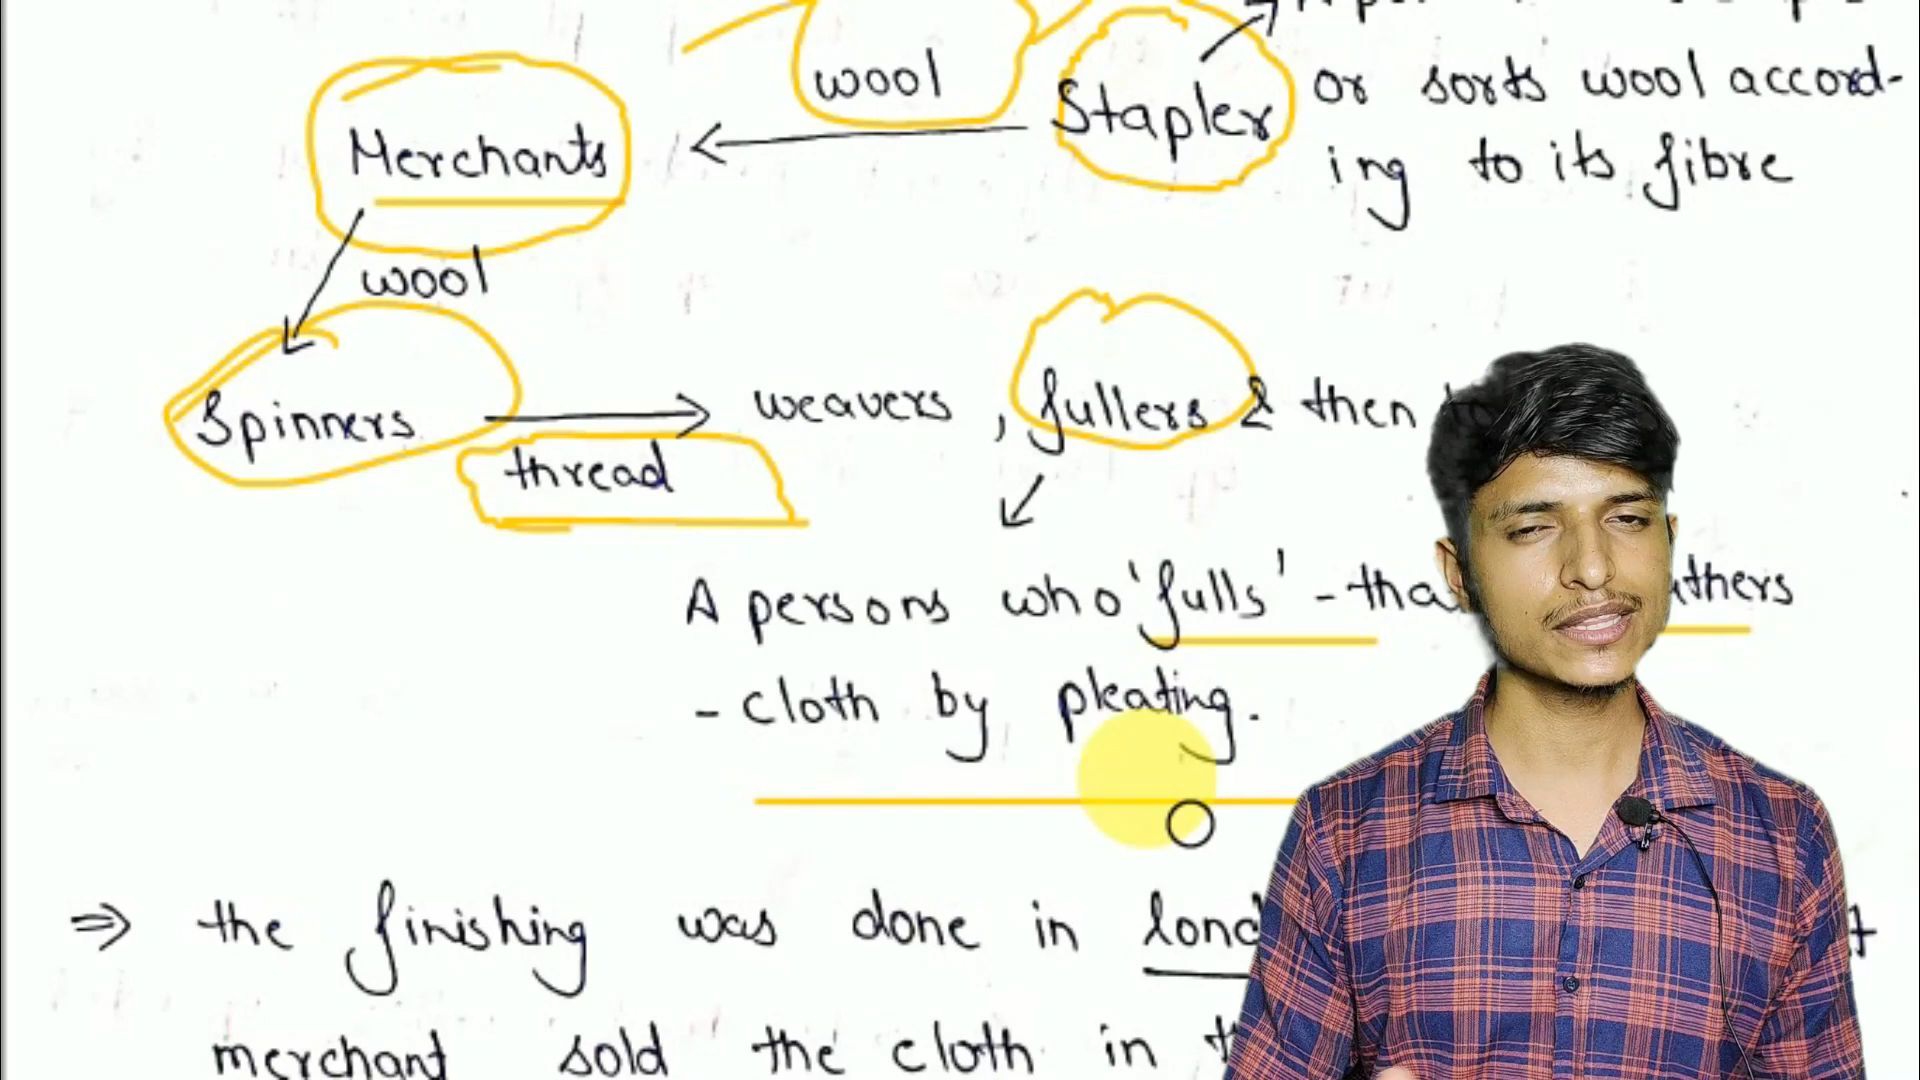 wool
Stapler
or sorts wool accord-
ing to its fibre
Merchants
wool
Spinners
thread
weavers, fullers & then
A persons who 'fulls' - tha
- cloth by pleating.
⇒ the finishing was done in lond
merchant sold the cloth in